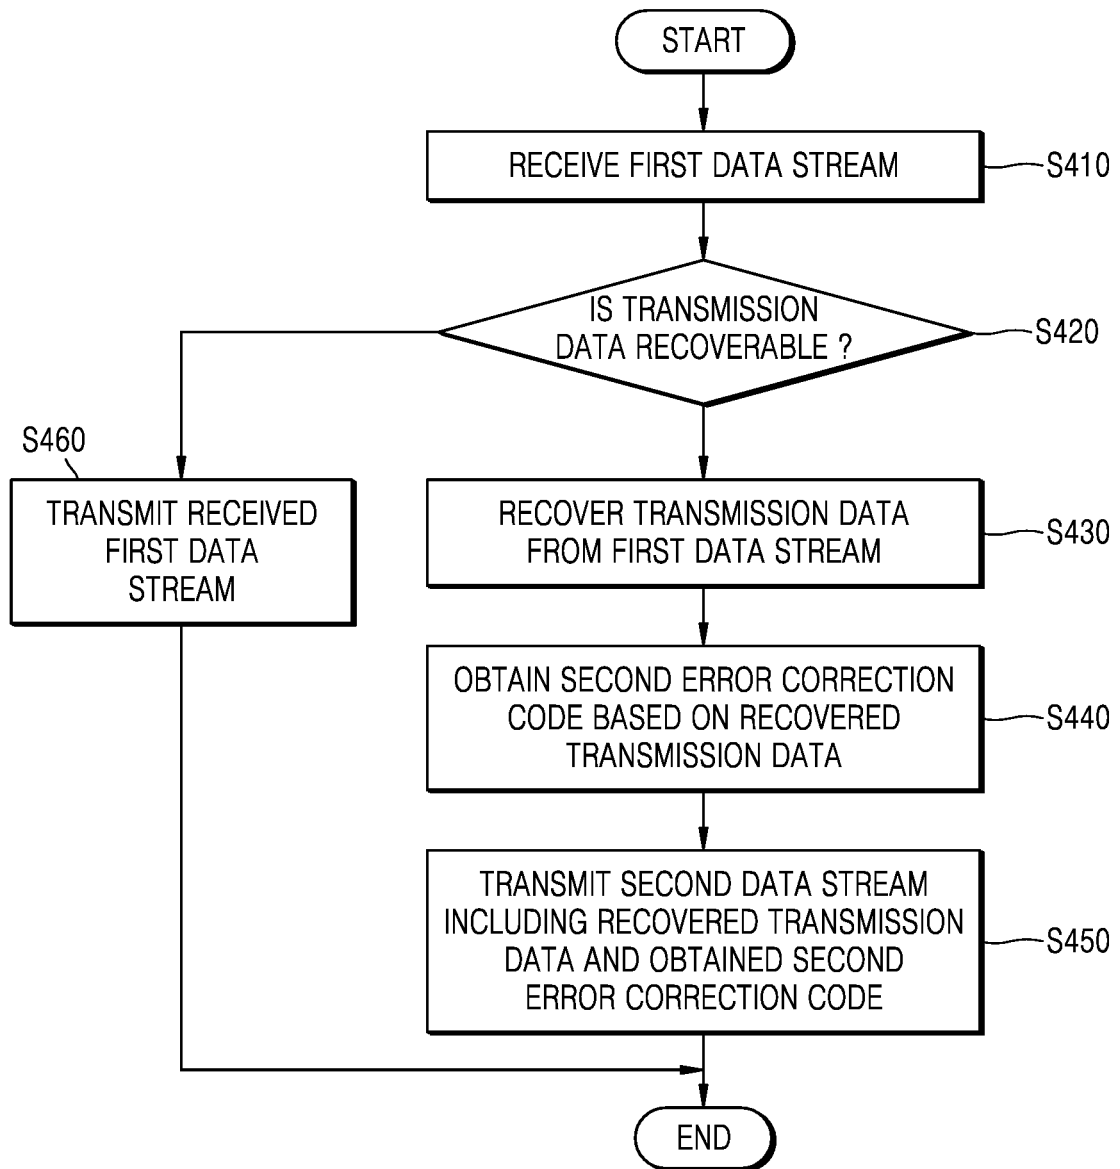 START
RECEIVE FIRST DATA STREAM
S410
IS TRANSMISSION
DATA RECOVERABLE ?
S420
S460
TRANSMIT RECEIVED
FIRST DATA
STREAM
RECOVER TRANSMISSION DATA
FROM FIRST DATA STREAM
S430
OBTAIN SECOND ERROR CORRECTION
CODE BASED ON RECOVERED
TRANSMISSION DATA
S440
TRANSMIT SECOND DATA STREAM
INCLUDING RECOVERED TRANSMISSION
DATA AND OBTAINED SECOND
ERROR CORRECTION CODE
S450
END